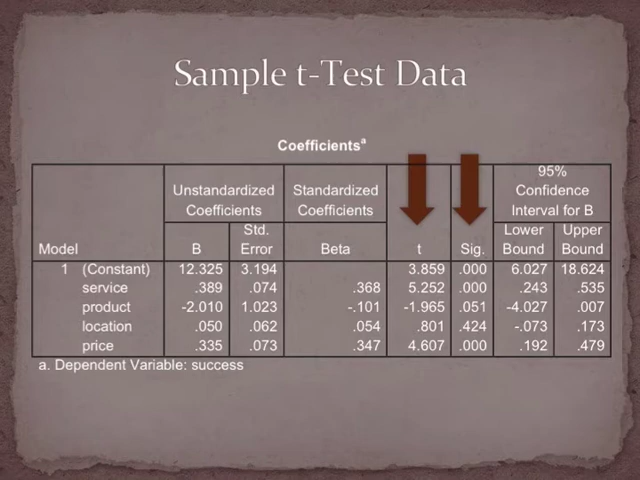 Sample t-Test Data
Coefficientsᵃ
Model Unstandardized Coefficients Standardized Coefficients t Sig. 95% Confidence Interval for B
B Std. Error Beta Lower Bound Upper Bound
1 (Constant) 12.325 3.194 3.859 .000 6.027 18.624
service .389 .074 .368 5.252 .000 .243 .535
product -2.010 1.023 -.101 -1.965 .051 -4.027 .007
location .050 .062 .054 .801 .424 -.073 .173
price .335 .073 .347 4.607 .000 .192 .479
a. Dependent Variable: success